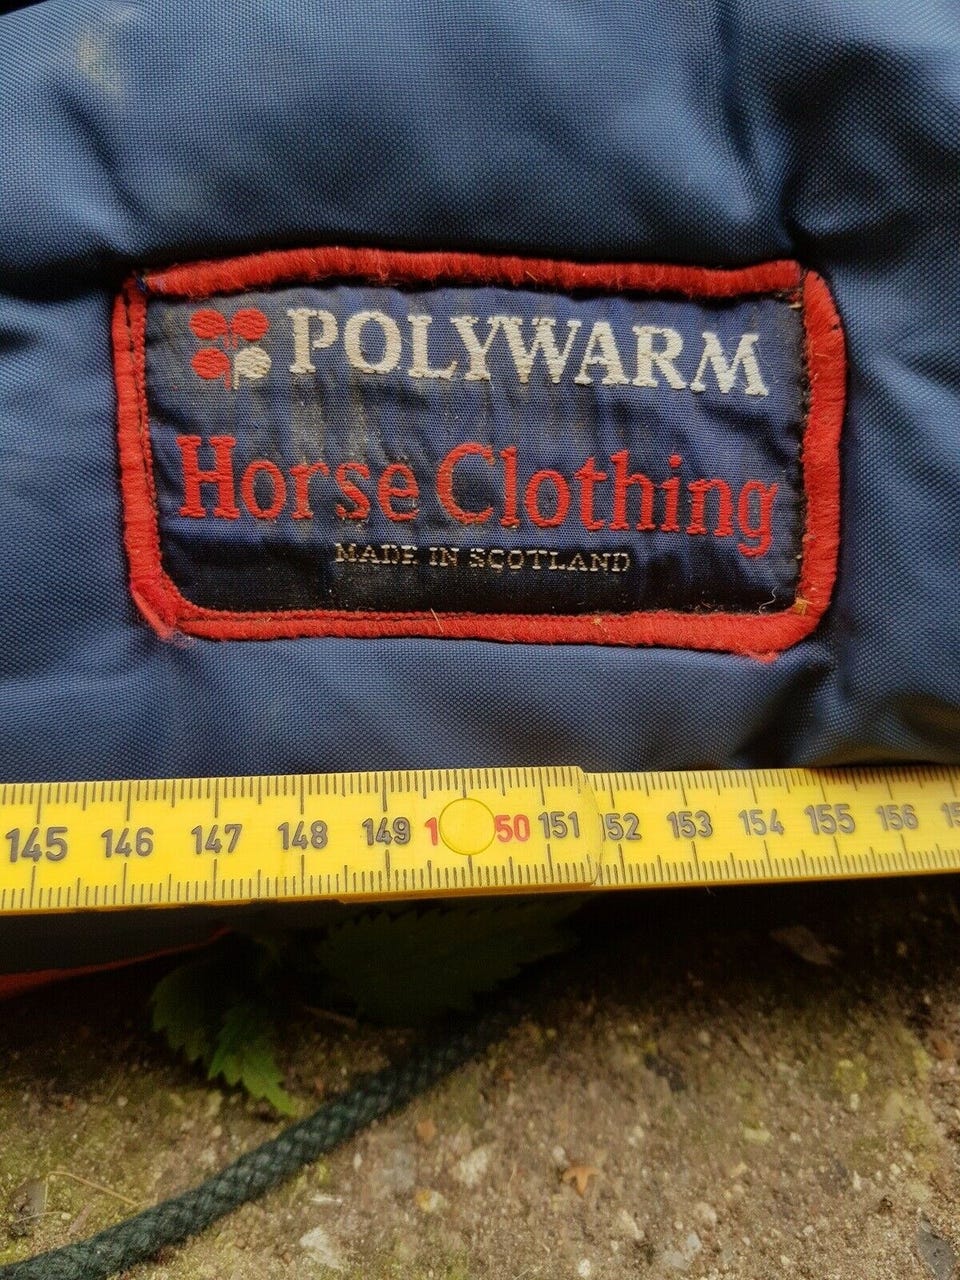 POLYWARM
Horse Clothing
MADE IN SCOTLAND
145 146 147 148 149 150 151 152 153 154 155 156